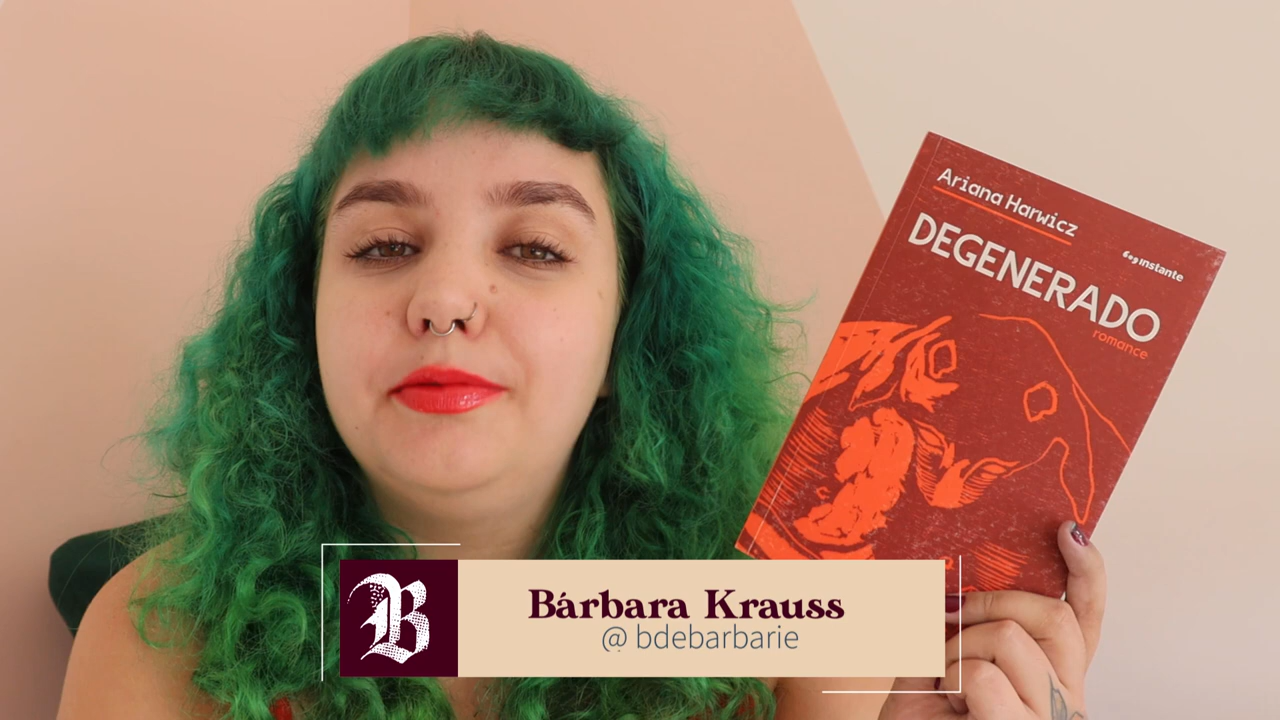 Ariana Harwicz
DEGENERADO
romance
instante
B
Bárbara Krauss
@ bdebarbarie